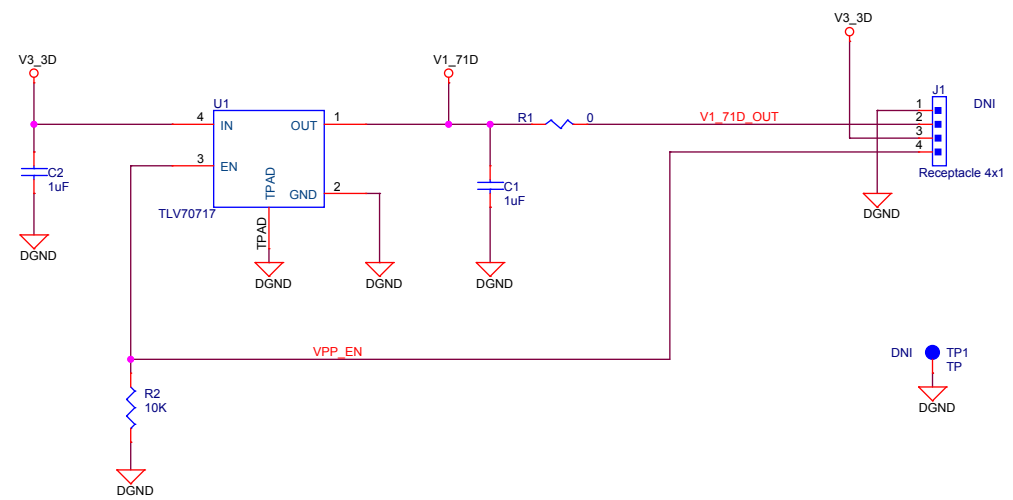 V3_3D
V3_3D
V1_71D
U1
J1
DNI
4
IN
OUT
1
R1
0
V1_71D_OUT
1
2
3
4
3
EN
C2
1uF
TPAD
GND
2
C1
1uF
Receptacle 4x1
TLV70717
TPAD
DGND
DGND
DGND
DGND
DGND
VPP_EN
DNI
TP1
TP
R2
10K
DGND
DGND